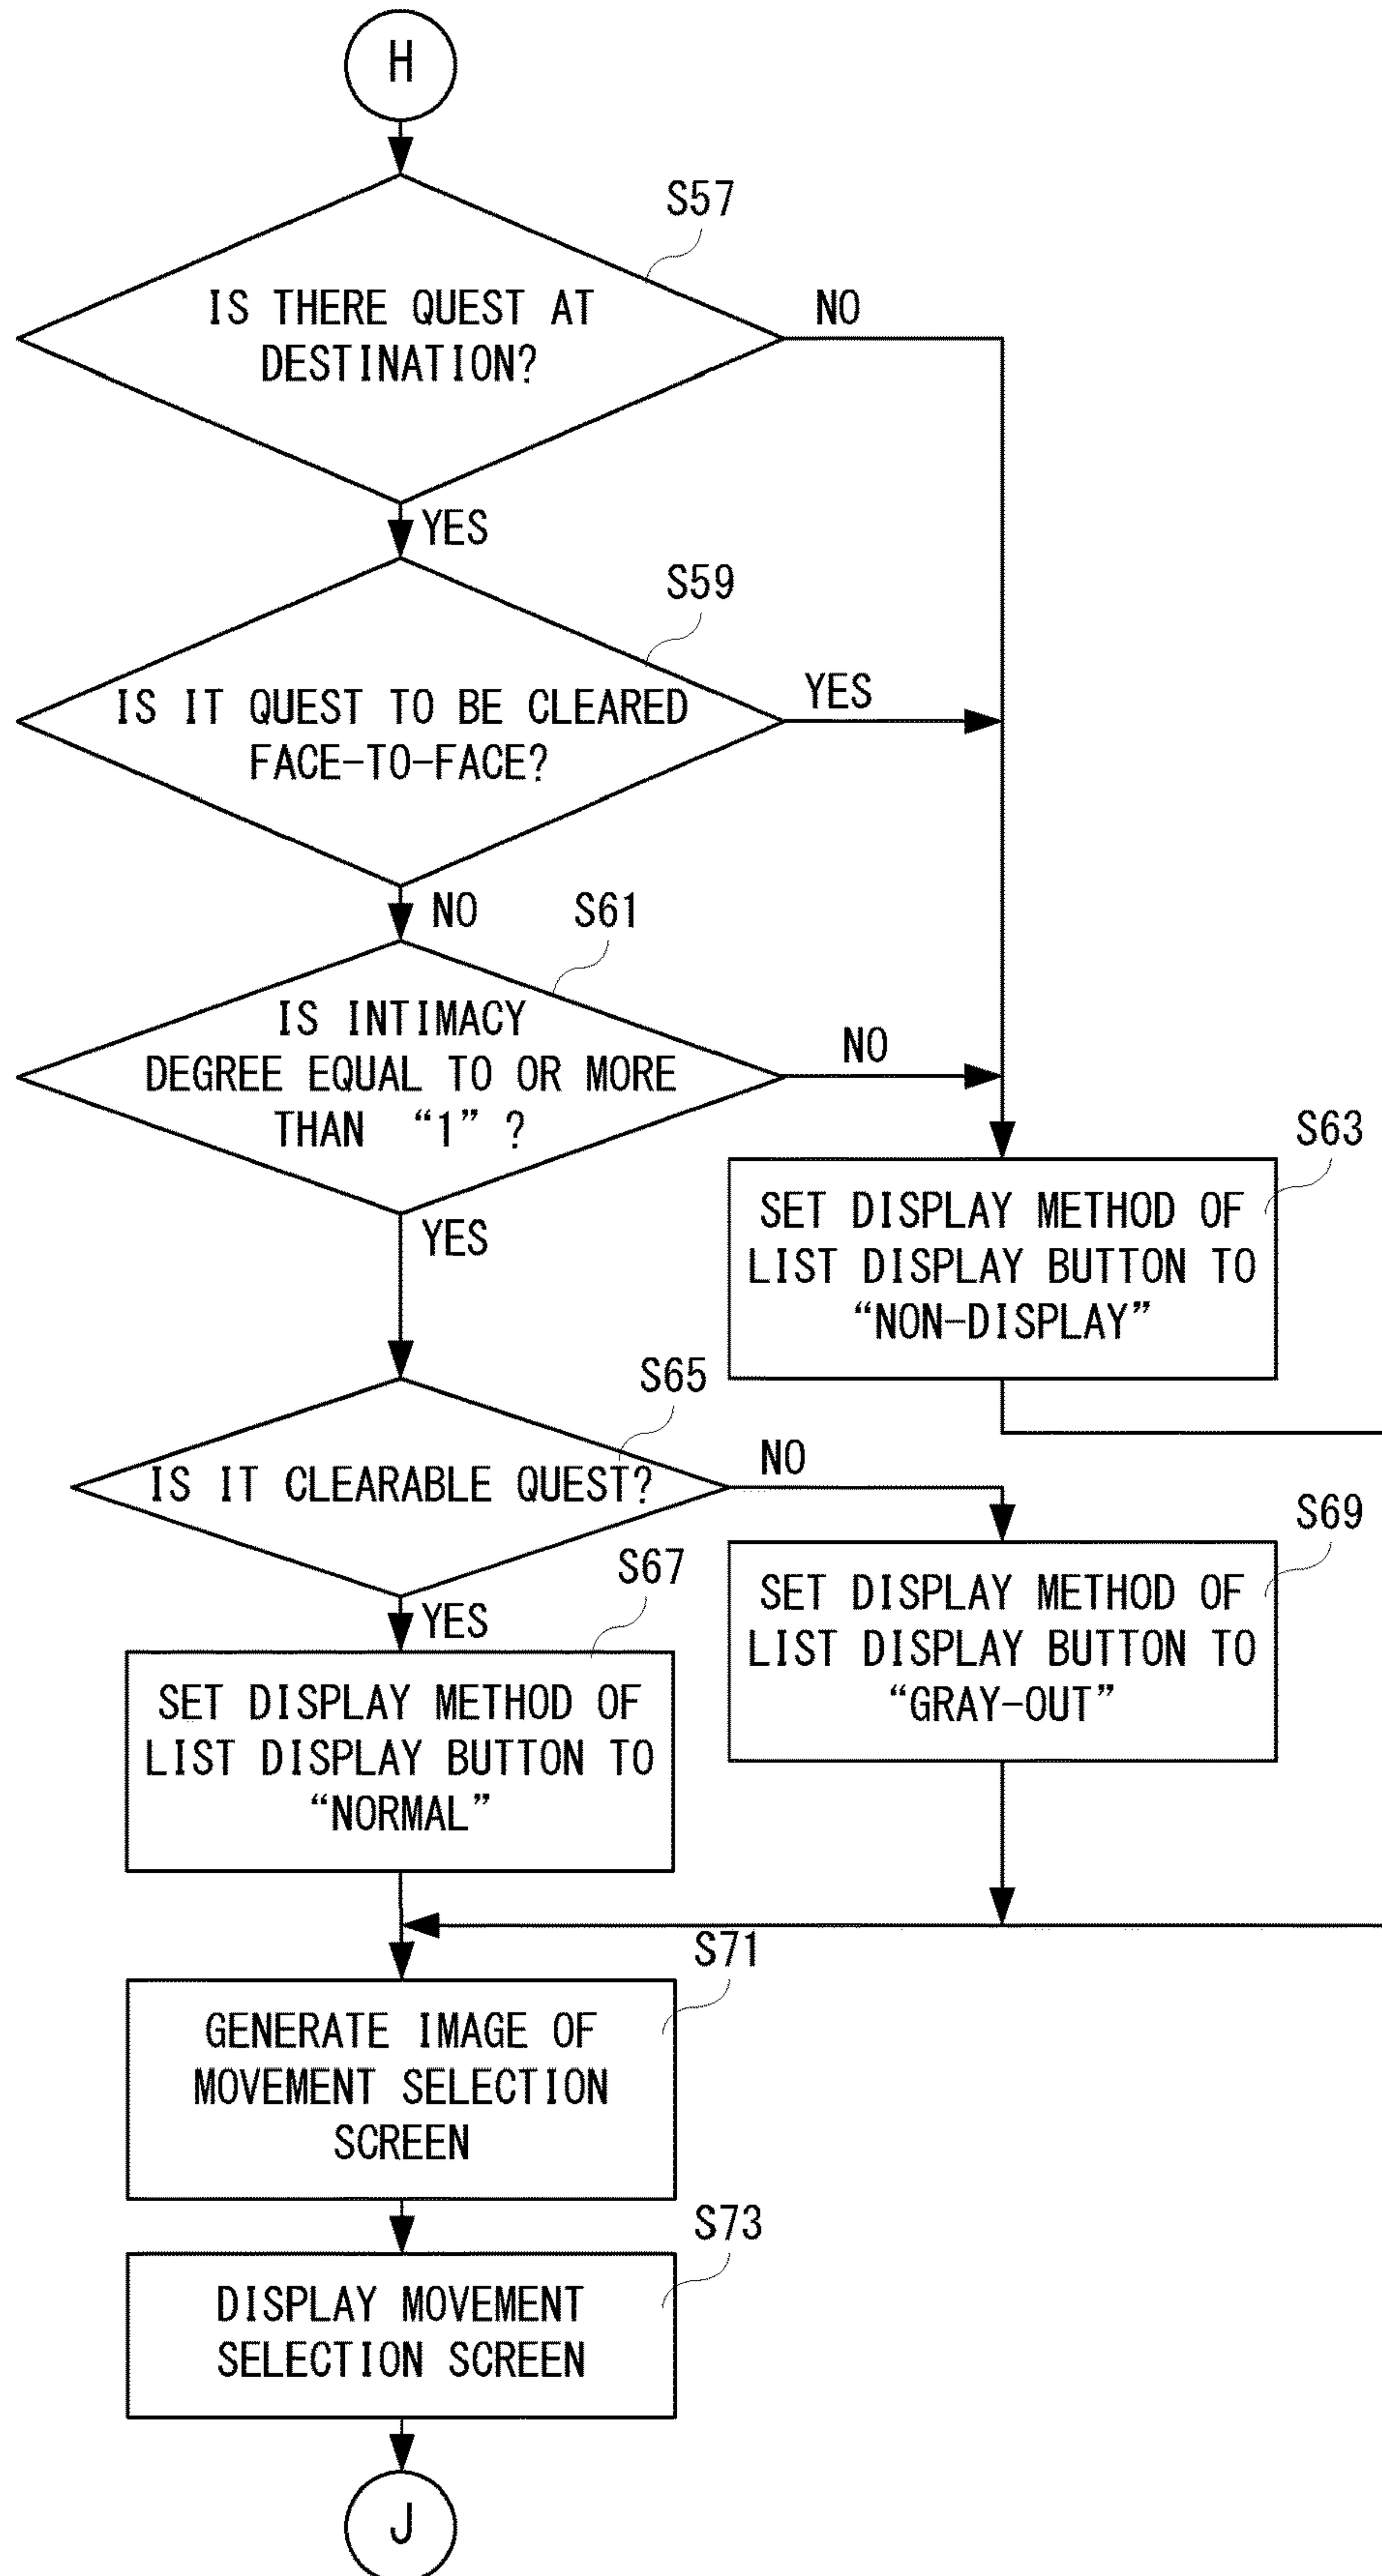 H
S57
IS THERE QUEST AT
DESTINATION?
NO
YES
S59
IS IT QUEST TO BE CLEARED
FACE-TO-FACE?
YES
NO
S61
IS INTIMACY
DEGREE EQUAL TO OR MORE
THAN “1” ?
NO
YES
S63
SET DISPLAY METHOD OF
LIST DISPLAY BUTTON TO
“NON-DISPLAY”
S65
IS IT CLEARABLE QUEST?
NO
YES
S69
SET DISPLAY METHOD OF
LIST DISPLAY BUTTON TO
“GRAY-OUT”
S67
SET DISPLAY METHOD OF
LIST DISPLAY BUTTON TO
“NORMAL”
S71
GENERATE IMAGE OF
MOVEMENT SELECTION
SCREEN
S73
DISPLAY MOVEMENT
SELECTION SCREEN
J